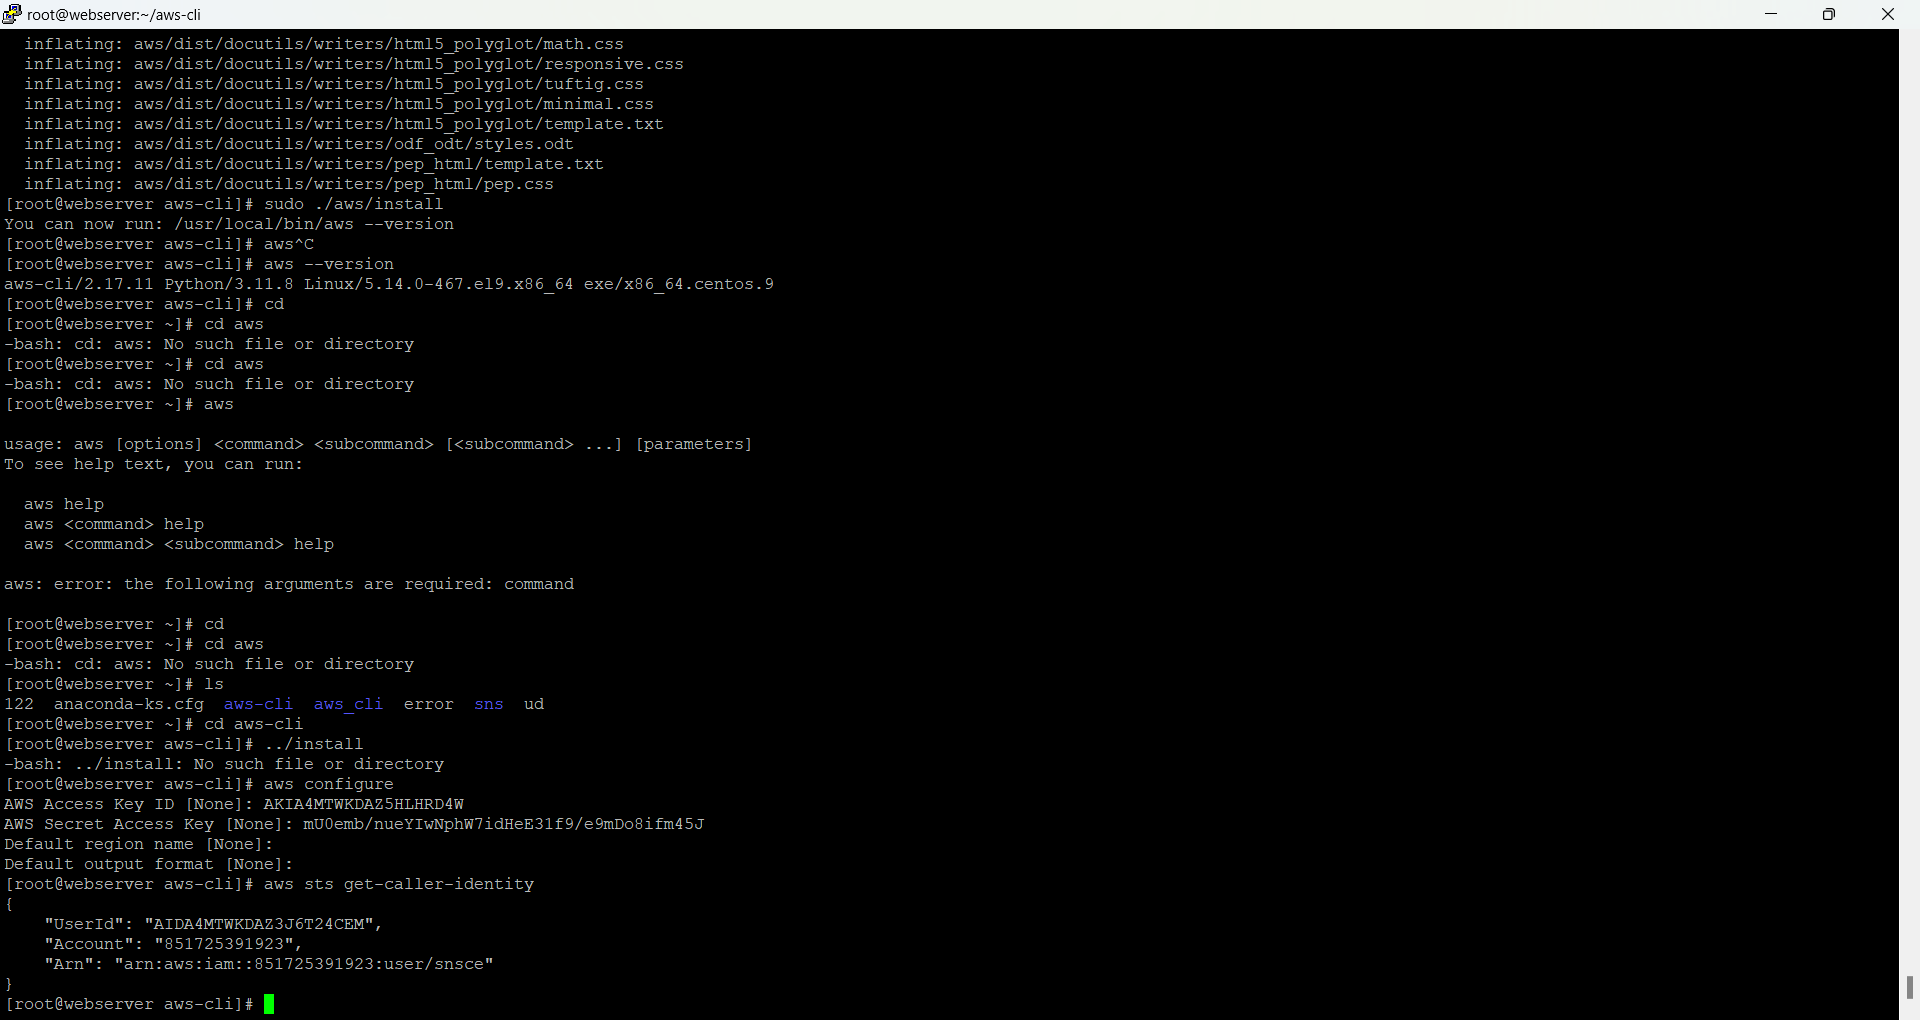 root@webserver:~/aws-cli
inflating: aws/dist/docutils/writers/html5_polyglot/math.css
inflating: aws/dist/docutils/writers/html5_polyglot/responsive.css
inflating: aws/dist/docutils/writers/html5_polyglot/tuftig.css
inflating: aws/dist/docutils/writers/html5_polyglot/minimal.css
inflating: aws/dist/docutils/writers/html5_polyglot/template.txt
inflating: aws/dist/docutils/writers/odf_odt/styles.odt
inflating: aws/dist/docutils/writers/pep_html/template.txt
inflating: aws/dist/docutils/writers/pep_html/pep.css
[root@webserver aws-cli]# sudo ./aws/install
You can now run: /usr/local/bin/aws --version
[root@webserver aws-cli]# aws^C
[root@webserver aws-cli]# aws --version
aws-cli/2.17.11 Python/3.11.8 Linux/5.14.0-467.el9.x86_64 exe/x86_64.centos.9
[root@webserver aws-cli]# cd
[root@webserver ~]# cd aws
-bash: cd: aws: No such file or directory
[root@webserver ~]# cd aws
-bash: cd: aws: No such file or directory
[root@webserver ~]# aws
usage: aws [options] <command> <subcommand> [<subcommand> ...] [parameters]
To see help text, you can run:
aws help
aws <command> help
aws <command> <subcommand> help
aws: error: the following arguments are required: command
[root@webserver ~]# cd
[root@webserver ~]# cd aws
-bash: cd: aws: No such file or directory
[root@webserver ~]# ls
122  anaconda-ks.cfg  aws-cli  aws_cli  error  sns  ud
[root@webserver ~]# cd aws-cli
[root@webserver aws-cli]# ../install
-bash: ../install: No such file or directory
[root@webserver aws-cli]# aws configure
AWS Access Key ID [None]: AKIA4MTWKDAZ5HLHRD4W
AWS Secret Access Key [None]: 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
Default region name [None]:
Default output format [None]:
[root@webserver aws-cli]# aws sts get-caller-identity
{
"UserId": "AIDA4MTWKDAZ3J6T24CEM",
"Account": "851725391923",
"Arn": "arn:aws:iam::851725391923:user/snsce"
}
[root@webserver aws-cli]#